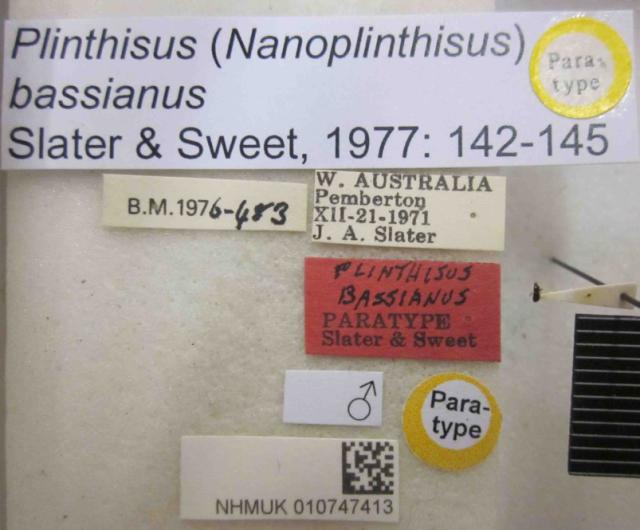 Plinthisus (Nanoplinthisus)
bassianus
Slater & Sweet, 1977: 142-145
Para-
type
B.M.1976-483
W. AUSTRALIA
Pemberton
XII-21-1971
J. A. Slater
PLINTHISUS
BASSIANUS
PARATYPE
Slater & Sweet
♂
Para-
type
NHMUK 010747413